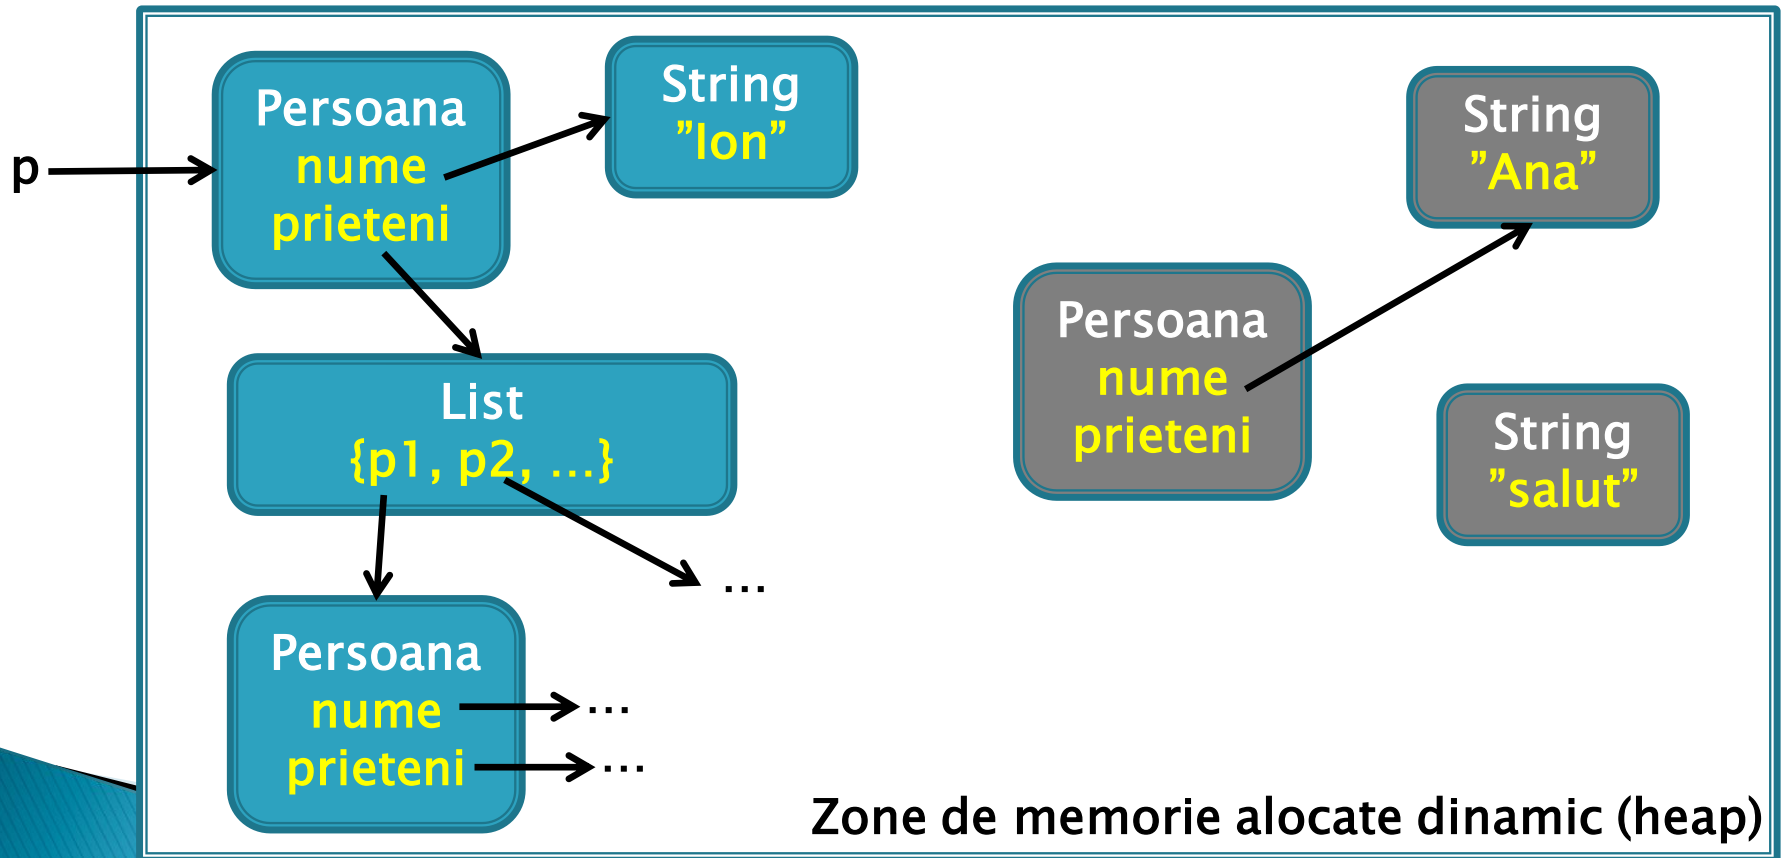 p
Persoana
nume
prieteni
String
”Ion”
List
{p1, p2, ...}
...
Persoana
nume
prieteni
...
...
String
”Ana”
Persoana
nume
prieteni
String
”salut”
Zone de memorie alocate dinamic (heap)